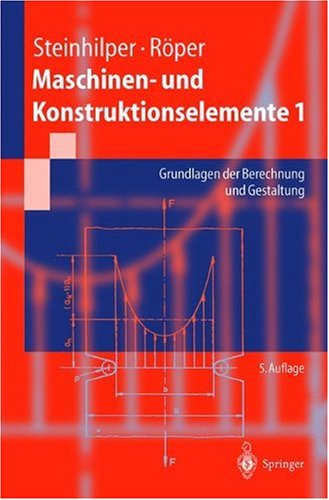 Steinhilper · Röper
Maschinen- und
Konstruktionselemente 1
Grundlagen der Berechnung
und Gestaltung
F
ρ
b
B
F
5. Auflage
Springer